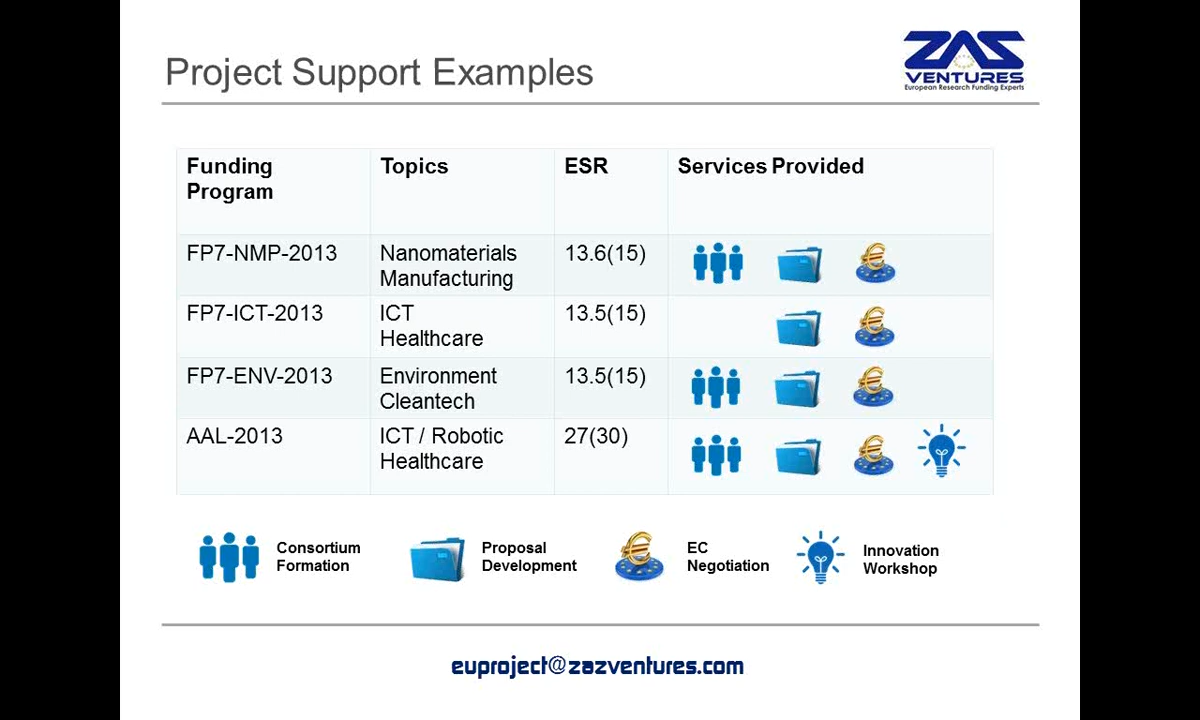 Project Support Examples
ZAZ
VENTURES
European Research Funding Experts
Funding Program
Topics
ESR
Services Provided
FP7-NMP-2013
Nanomaterials
Manufacturing
13.6(15)
FP7-ICT-2013
ICT
Healthcare
13.5(15)
FP7-ENV-2013
Environment
Cleantech
13.5(15)
AAL-2013
ICT / Robotic
Healthcare
27(30)
Consortium
Formation
Proposal
Development
EC
Negotiation
Innovation
Workshop
euproject@zazventures.com